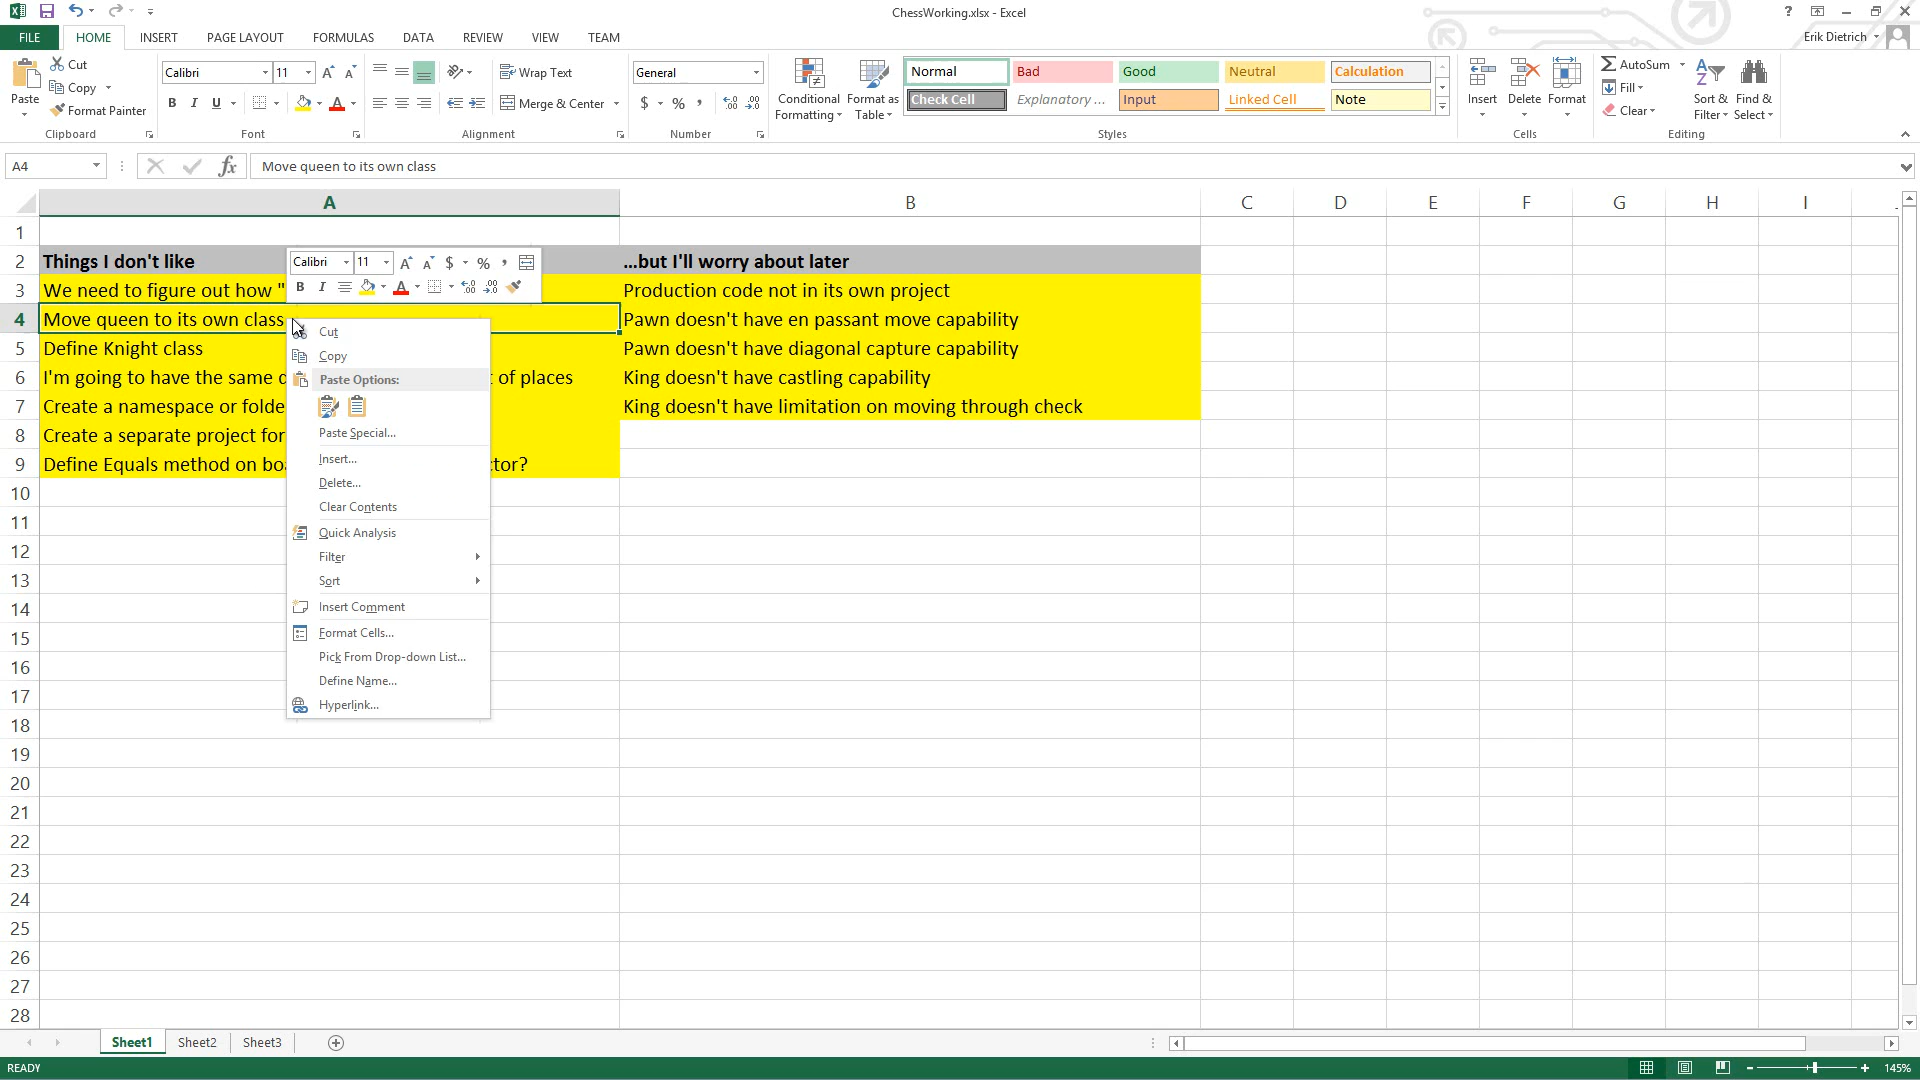 ChessWorking.xlsx - Excel
?
FILE HOME INSERT PAGE LAYOUT FORMULAS DATA REVIEW VIEW TEAM
Erik Dietrich
Paste
Cut
Copy
Format Painter
Clipboard
Calibri 11
B I U
Font
Wrap Text
Merge & Center
Alignment
General
$ % ,
Number
Conditional Formatting
Format as Table
Normal Bad Good Neutral Calculation
Check Cell Explanatory ... Input Linked Cell Note
Styles
Insert Delete Format
Cells
AutoSum
Fill
Clear
Sort & Filter
Find & Select
Editing
A4
fx
Move queen to its own class
A B C D E F G H I
1
2 Things I don't like ...but I'll worry about later
3 We need to figure out how " Production code not in its own project
4 Move queen to its own class Pawn doesn't have en passant move capability
5 Define Knight class Pawn doesn't have diagonal capture capability
6 I'm going to have the same d of places King doesn't have castling capability
7 Create a namespace or folde King doesn't have limitation on moving through check
8 Create a separate project for
9 Define Equals method on boa ctor?
10
11
12
13
14
15
16
17
18
19
20
21
22
23
24
25
26
27
28
Calibri 11 $ % ,
B I A
Cut
Copy
Paste Options:
Paste Special...
Insert...
Delete...
Clear Contents
Quick Analysis
Filter
Sort
Insert Comment
Format Cells...
Pick From Drop-down List...
Define Name...
Hyperlink...
Sheet1 Sheet2 Sheet3
READY
145%